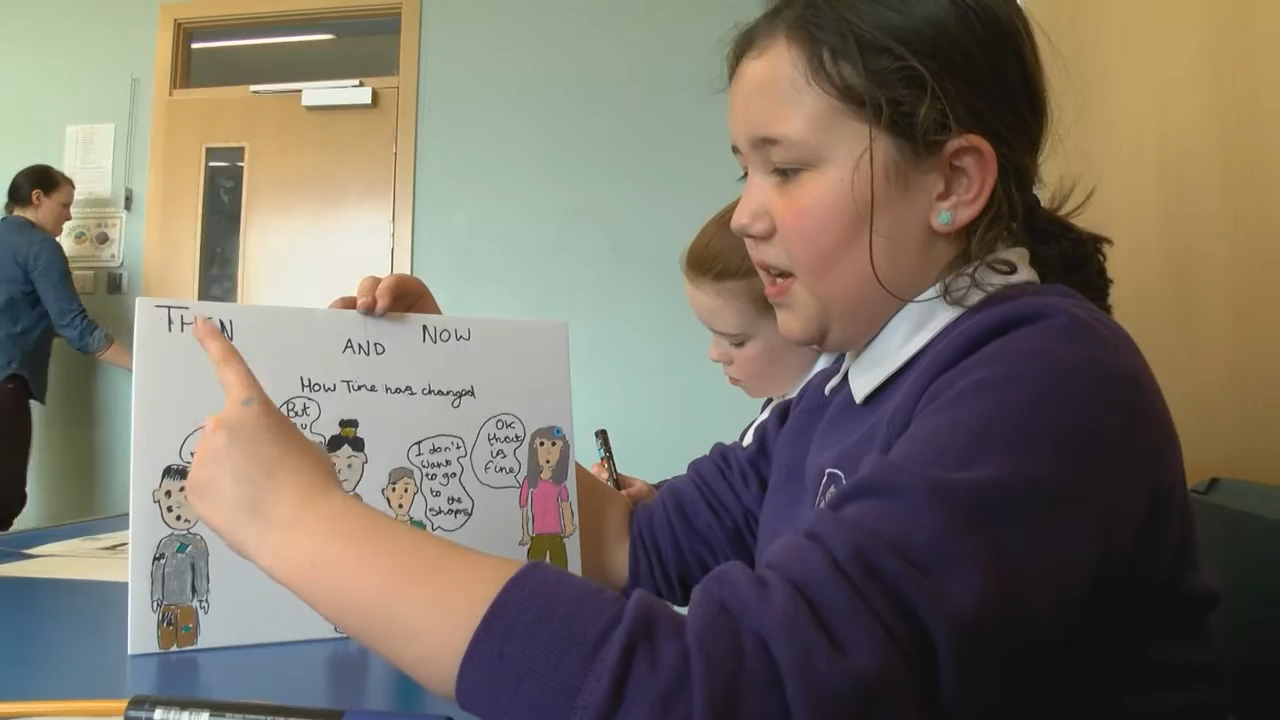 THEN
AND
NOW
How Time has changed
But
I don't
want
to go
to the
shops
OK
that
is
fine